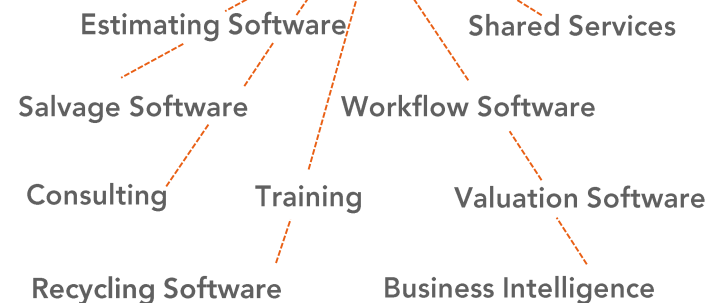 Estimating Software
Shared Services
Salvage Software
Workflow Software
Consulting
Training
Valuation Software
Recycling Software
Business Intelligence